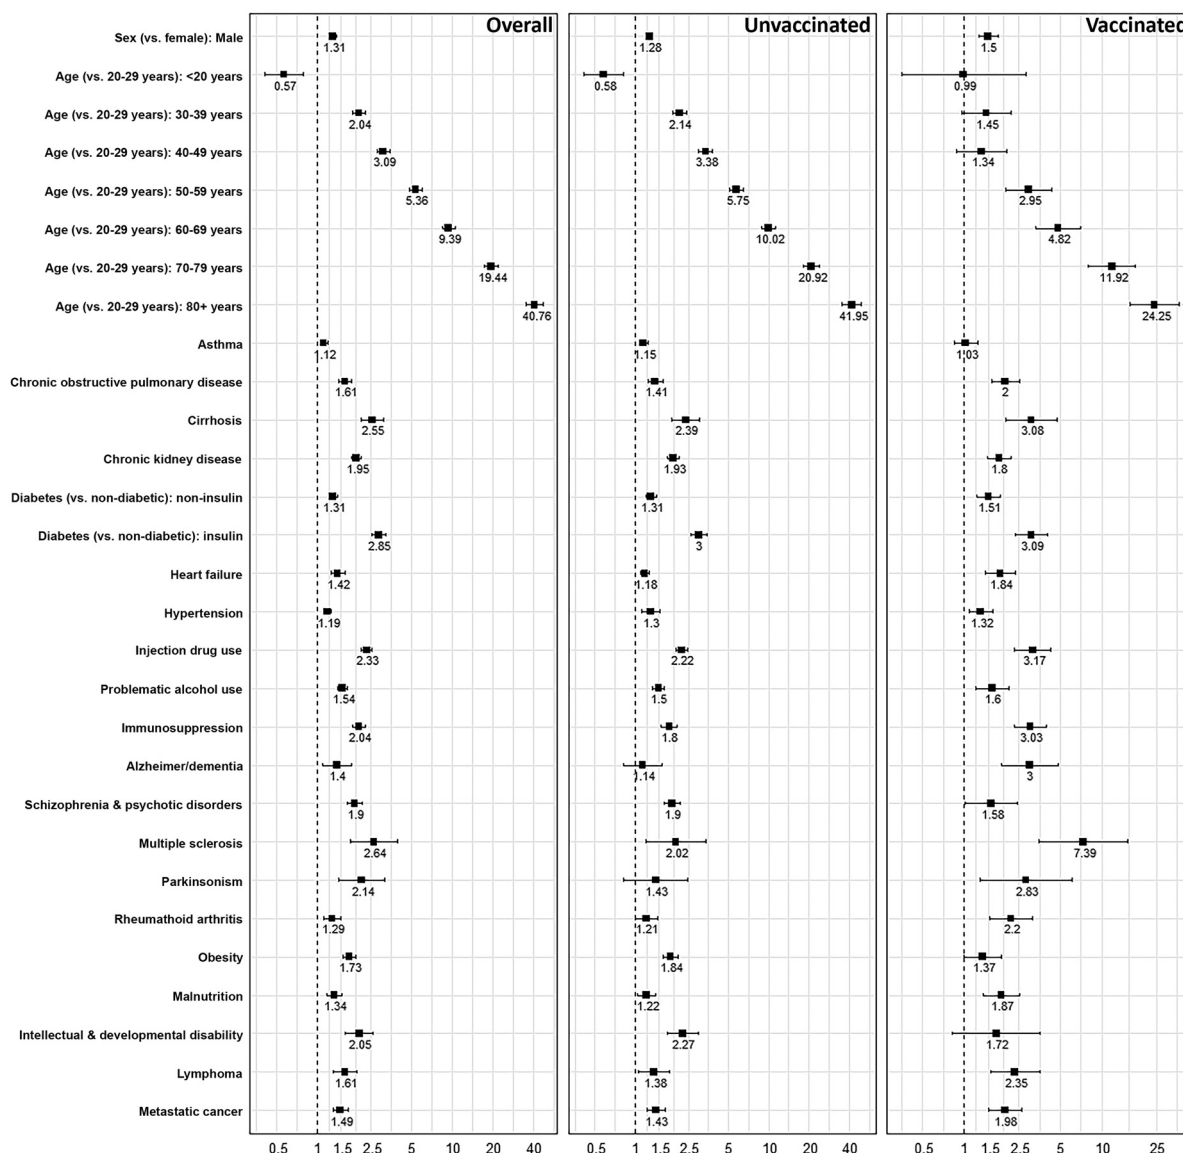 Overall Unvaccinated Vaccinated
Sex (vs. female): Male 1.31 1.28 1.5
Age (vs. 20-29 years): <20 years 0.57 0.58 0.99
Age (vs. 20-29 years): 30-39 years 2.04 2.14 1.45
Age (vs. 20-29 years): 40-49 years 3.09 3.38 1.34
Age (vs. 20-29 years): 50-59 years 5.36 5.75 2.95
Age (vs. 20-29 years): 60-69 years 9.39 10.02 4.82
Age (vs. 20-29 years): 70-79 years 19.44 20.92 11.92
Age (vs. 20-29 years): 80+ years 40.76 41.95 24.25
Asthma 1.12 1.15 1.03
Chronic obstructive pulmonary disease 1.61 1.41 2
Cirrhosis 2.55 2.39 3.08
Chronic kidney disease 1.95 1.93 1.8
Diabetes (vs. non-diabetic): non-insulin 1.31 1.31 1.51
Diabetes (vs. non-diabetic): insulin 2.85 3 3.09
Heart failure 1.42 1.18 1.84
Hypertension 1.19 1.3 1.32
Injection drug use 2.33 2.22 3.17
Problematic alcohol use 1.54 1.5 1.6
Immunosuppression 2.04 1.8 3.03
Alzheimer/dementia 1.4 1.14 3
Schizophrenia & psychotic disorders 1.9 1.9 1.58
Multiple sclerosis 2.64 2.02 7.39
Parkinsonism 2.14 1.43 2.83
Rheumatoid arthritis 1.29 1.21 2.2
Obesity 1.73 1.84 1.37
Malnutrition 1.34 1.22 1.87
Intellectual & developmental disability 2.05 2.27 1.72
Lymphoma 1.61 1.38 2.35
Metastatic cancer 1.49 1.43 1.98
0.5 1 1.5 2.5 5 10 20 40 0.5 1 1.5 2.5 5 10 20 40 0.5 1 1.5 2.5 5 10 25